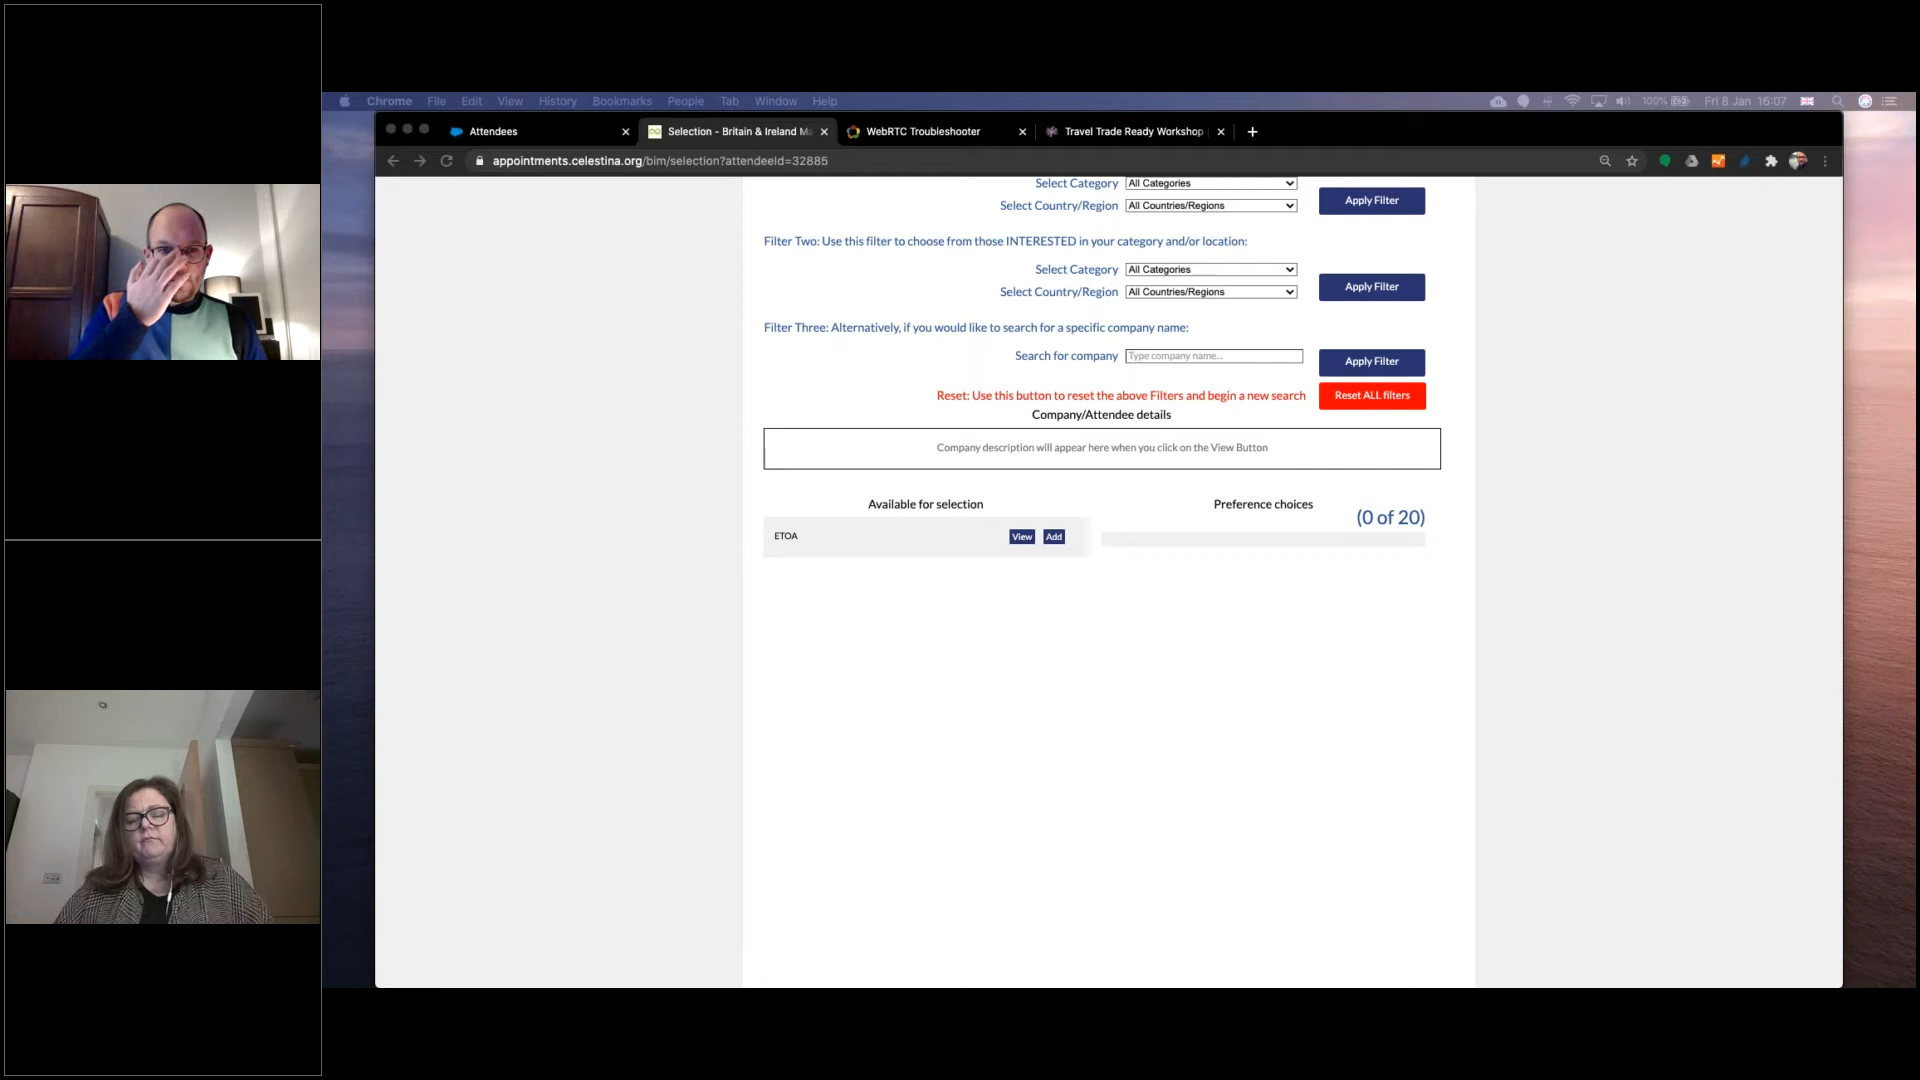 Chrome File Edit View History Bookmarks People Tab Window Help 100% Fri 8 Jan 16:07
Attendees Selection - Britain & Ireland Ma WebRTC Troubleshooter Travel Trade Ready Workshop
appointments.celestina.org/bim/selection?attendeeId=32885
Select Category All Categories
Apply Filter
Select Country/Region All Countries/Regions
Filter Two: Use this filter to choose from those INTERESTED in your category and/or location:
Select Category All Categories
Apply Filter
Select Country/Region All Countries/Regions
Filter Three: Alternatively, if you would like to search for a specific company name:
Search for company Type company name... Apply Filter
Reset: Use this button to reset the above Filters and begin a new search Reset ALL filters
Company/Attendee details
Company description will appear here when you click on the View Button
Available for selection Preference choices
(0 of 20)
ETOA View Add